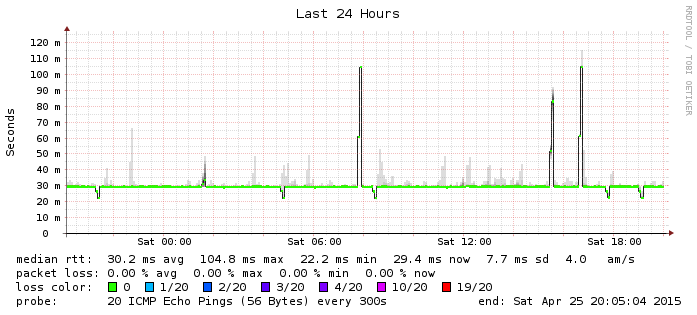 Last 24 Hours
RRDTOOL / TOBI OETIKER
Seconds
120 m
110 m
100 m
90 m
80 m
70 m
60 m
50 m
40 m
30 m
20 m
10 m
0
Sat 00:00 Sat 06:00 Sat 12:00 Sat 18:00
median rtt: 30.2 ms avg 104.8 ms max 22.2 ms min 29.4 ms now 7.7 ms sd 4.0 am/s
packet loss: 0.00 % avg 0.00 % max 0.00 % min 0.00 % now
loss color: 0 1/20 2/20 3/20 4/20 10/20 19/20
probe: 20 ICMP Echo Pings (56 Bytes) every 300s end: Sat Apr 25 20:05:04 2015